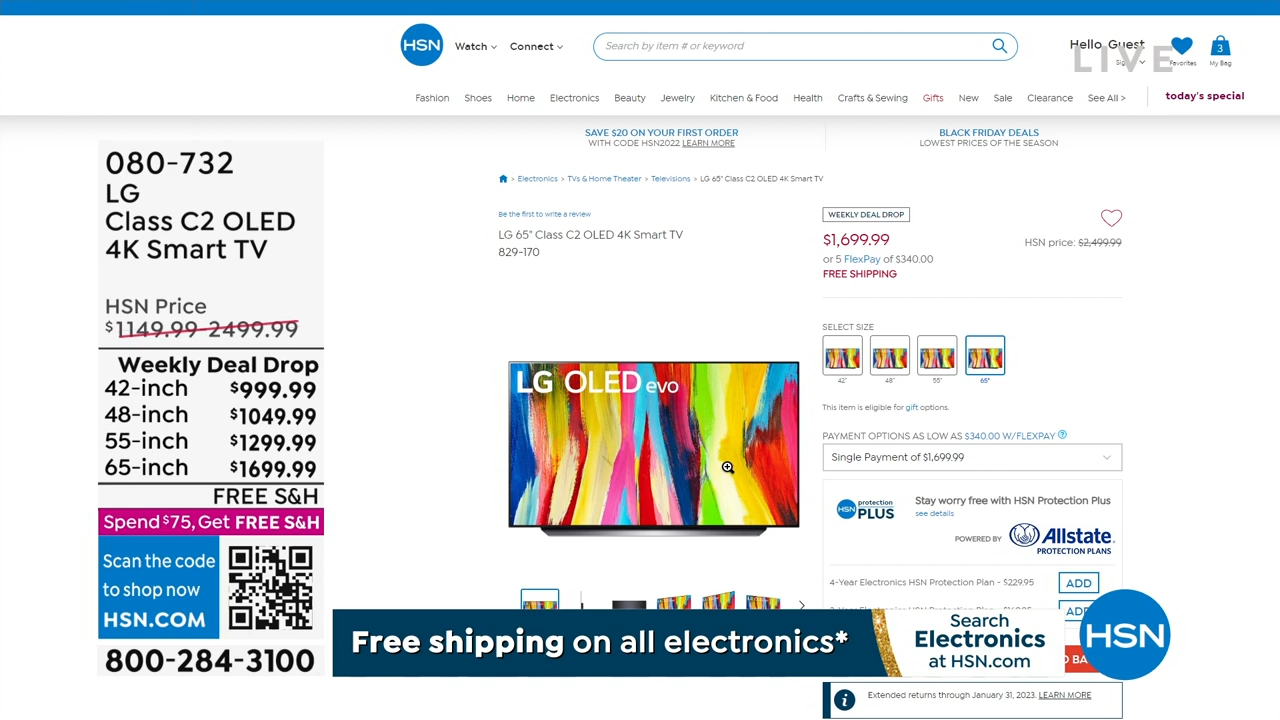 HSN
Watch
Connect
Search by item # or keyword
Hello, Guest
LIVE
Favorites
3
My Bag
Fashion
Shoes
Home
Electronics
Beauty
Jewelry
Kitchen & Food
Health
Crafts & Sewing
Gifts
New
Sale
Clearance
See All >
today's special
SAVE $20 ON YOUR FIRST ORDER
WITH CODE HSN2022 LEARN MORE
BLACK FRIDAY DEALS
LOWEST PRICES OF THE SEASON
080-732
LG
Class C2 OLED
4K Smart TV
HSN Price
$1149.99-2499.99
Weekly Deal Drop
42-inch $999.99
48-inch $1049.99
55-inch $1299.99
65-inch $1699.99
FREE S&H
Spend $75, Get FREE S&H
Scan the code
to shop now
HSN.COM
800-284-3100
> Electronics > TVs & Home Theater > Televisions > LG 65" Class C2 OLED 4K Smart TV
Be the first to write a review
LG 65" Class C2 OLED 4K Smart TV
829-170
LG OLED evo
WEEKLY DEAL DROP
$1,699.99
HSN price: $2,499.99
or 5 FlexPay of $340.00
FREE SHIPPING
SELECT SIZE
42"
48"
55"
65"
This item is eligible for gift options.
PAYMENT OPTIONS AS LOW AS $340.00 W/FLEXPAY
Single Payment of $1,699.99
HSN protection PLUS
Stay worry free with HSN Protection Plus
see details
POWERED BY
Allstate
PROTECTION PLANS
4-Year Electronics HSN Protection Plan - $229.95
ADD
Free shipping on all electronics*
Search
Electronics
at HSN.com
HSN
Extended returns through January 31, 2023. LEARN MORE